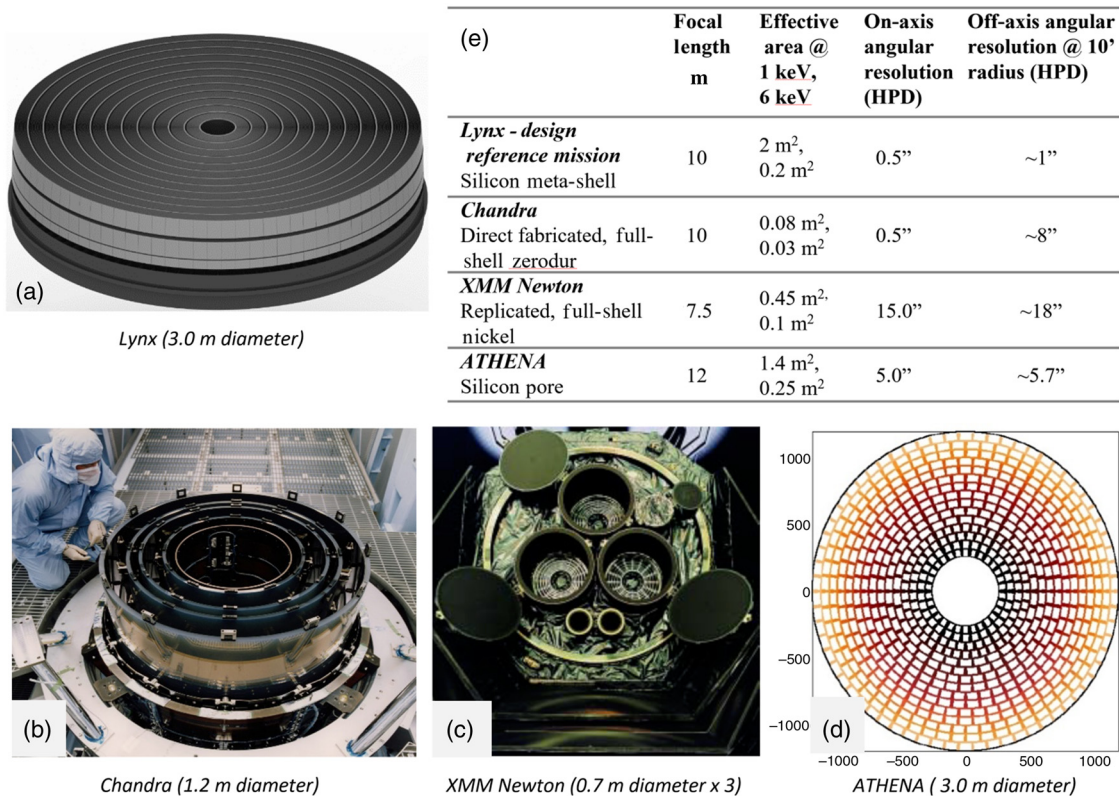 (a)
Lynx (3.0 m diameter)
(e)
Focal length m
Effective area @ 1 keV, 6 keV
On-axis angular resolution (HPD)
Off-axis angular resolution @ 10’ radius (HPD)
Lynx - design reference mission
Silicon meta-shell
10
2 m², 0.2 m²
0.5”
~1”
Chandra
Direct fabricated, full-shell zerodur
10
0.08 m², 0.03 m²
0.5”
~8”
XMM Newton
Replicated, full-shell nickel
7.5
0.45 m², 0.1 m²
15.0”
~18”
ATHENA
Silicon pore
12
1.4 m², 0.25 m²
5.0”
~5.7”
(b)
Chandra (1.2 m diameter)
(c)
XMM Newton (0.7 m diameter x 3)
1000
500
0
−500
−1000
(d)
−1000 −500 0 500 1000
ATHENA ( 3.0 m diameter)